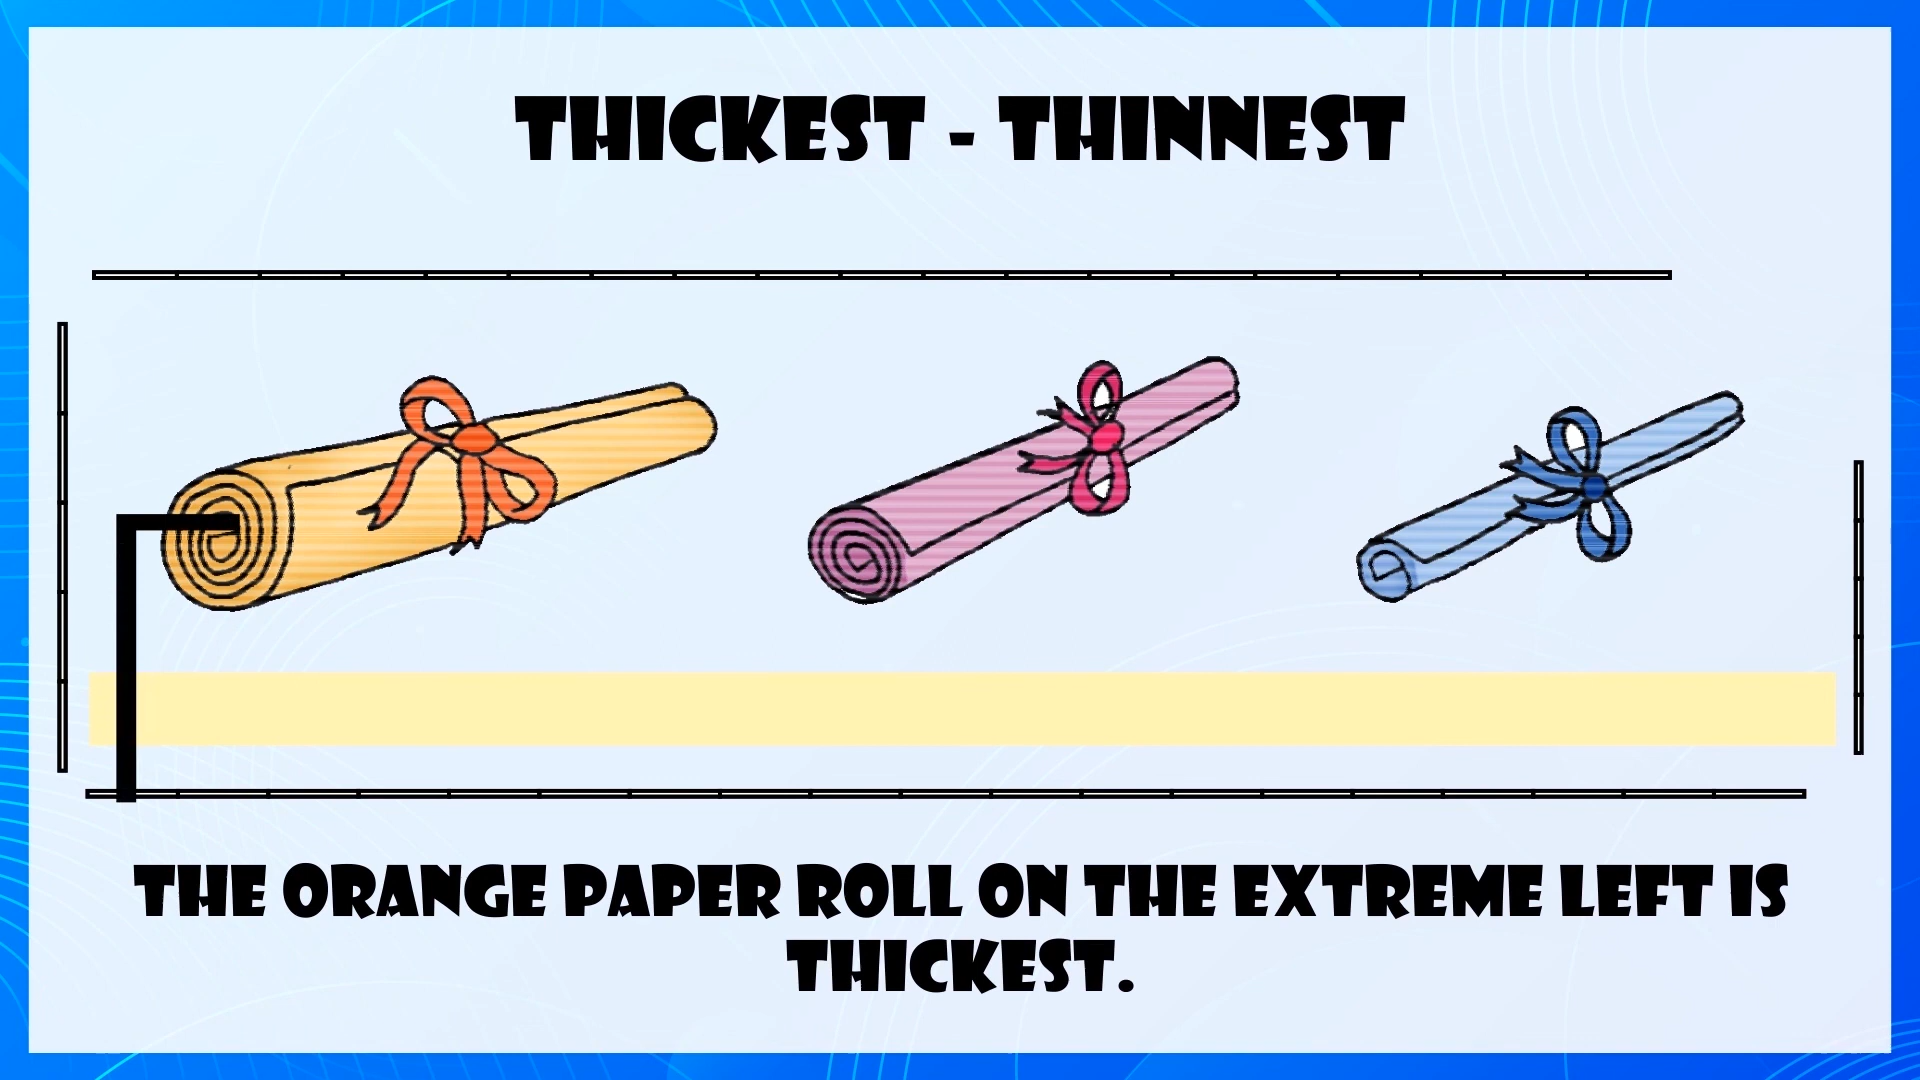 THICKEST - THINNEST
THE ORANGE PAPER ROLL ON THE EXTREME LEFT IS
THICKEST.